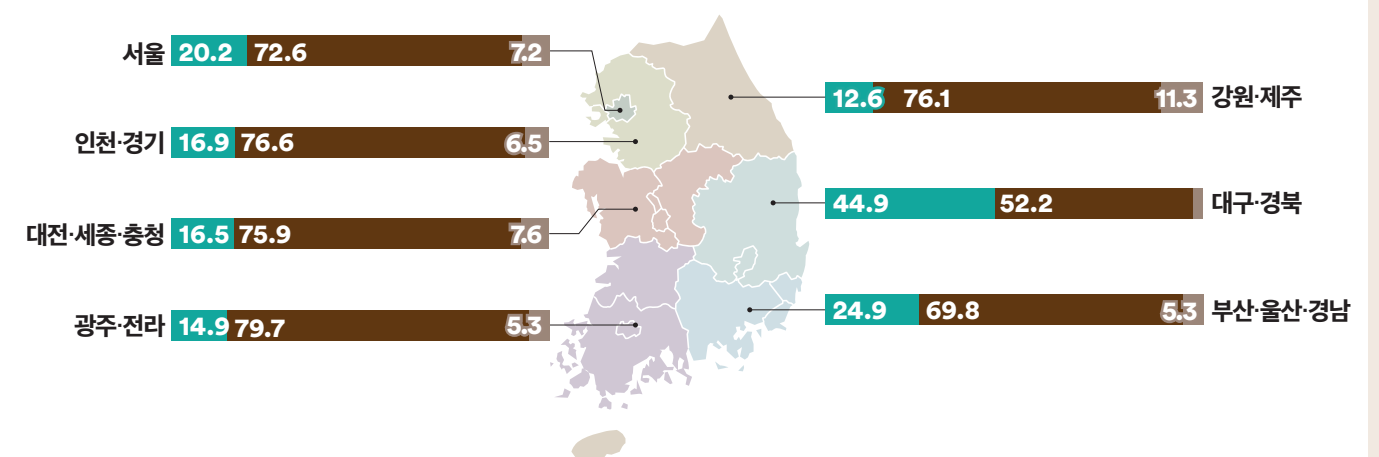 서울 20.2 72.6 7.2
인천·경기 16.9 76.6 6.5
대전·세종·충청 16.5 75.9 7.6
광주·전라 14.9 79.7 5.3
12.6 76.1 11.3 강원·제주
44.9 52.2 대구·경북
24.9 69.8 5.3 부산·울산·경남